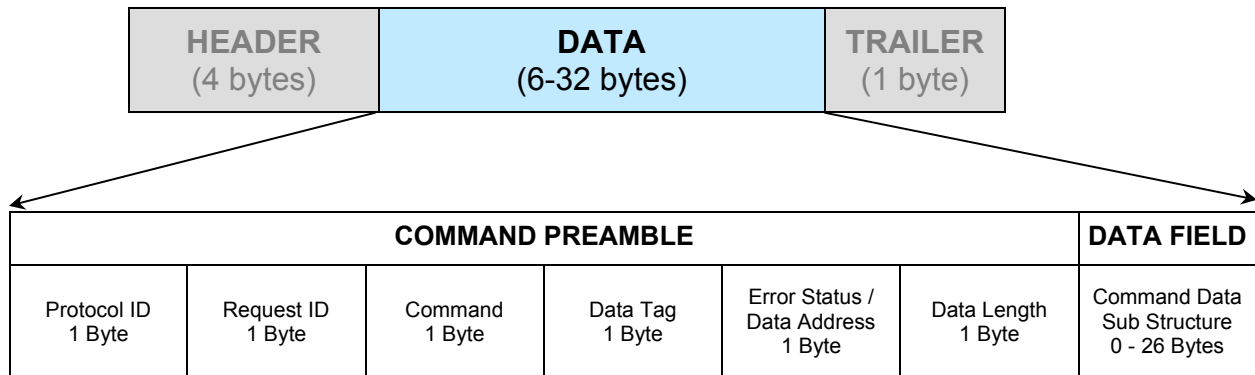 HEADER
(4 bytes)
DATA
(6-32 bytes)
TRAILER
(1 byte)
COMMAND PREAMBLE
DATA FIELD
Protocol ID
1 Byte
Request ID
1 Byte
Command
1 Byte
Data Tag
1 Byte
Error Status /
Data Address
1 Byte
Data Length
1 Byte
Command Data
Sub Structure
0 - 26 Bytes